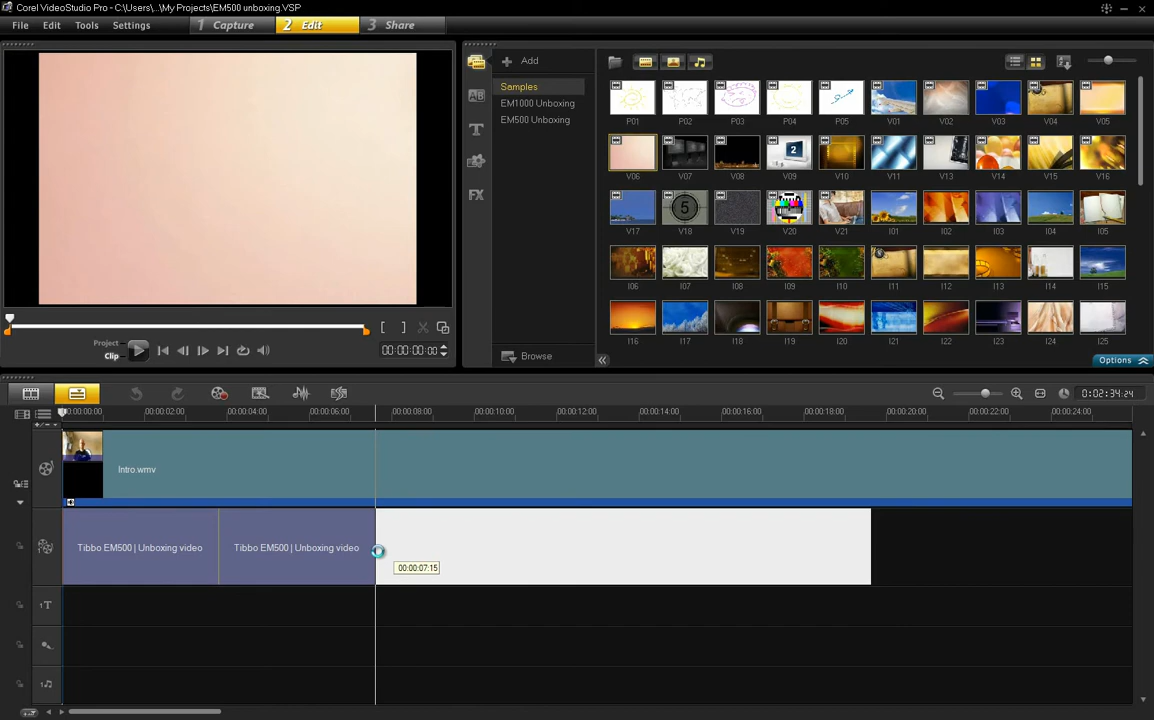 Corel VideoStudio Pro - C:\Users\...\My Projects\EM500 unboxing.VSP
File Edit Tools Settings 1 Capture 2 Edit 3 Share
Add
Samples
EM1000 Unboxing
EM500 Unboxing
P01 P02 P03 P04 P05 V01 V02 V03 V04 V05
2
V06 V07 V08 V09 V10 V11 V13 V14 V15 V16
5
V17 V18 V19 V20 V21 I01 I02 I03 I04 I05
I06 I07 I08 I09 I10 I11 I12 I13 I14 I15
I16 I17 I18 I19 I20 I21 I22 I23 I24 I25
Project
Clip
00:00:00:00
Browse
Options
0:02:34:24
00:00:00:00 00:00:02:00 00:00:04:00 00:00:06:00 00:00:08:00 00:00:10:00 00:00:12:00 00:00:14:00 00:00:16:00 00:00:18:00 00:00:20:00 00:00:22:00 00:00:24:00
Intro.wmv
Tibbo EM500 | Unboxing video Tibbo EM500 | Unboxing video
00:00:07:15